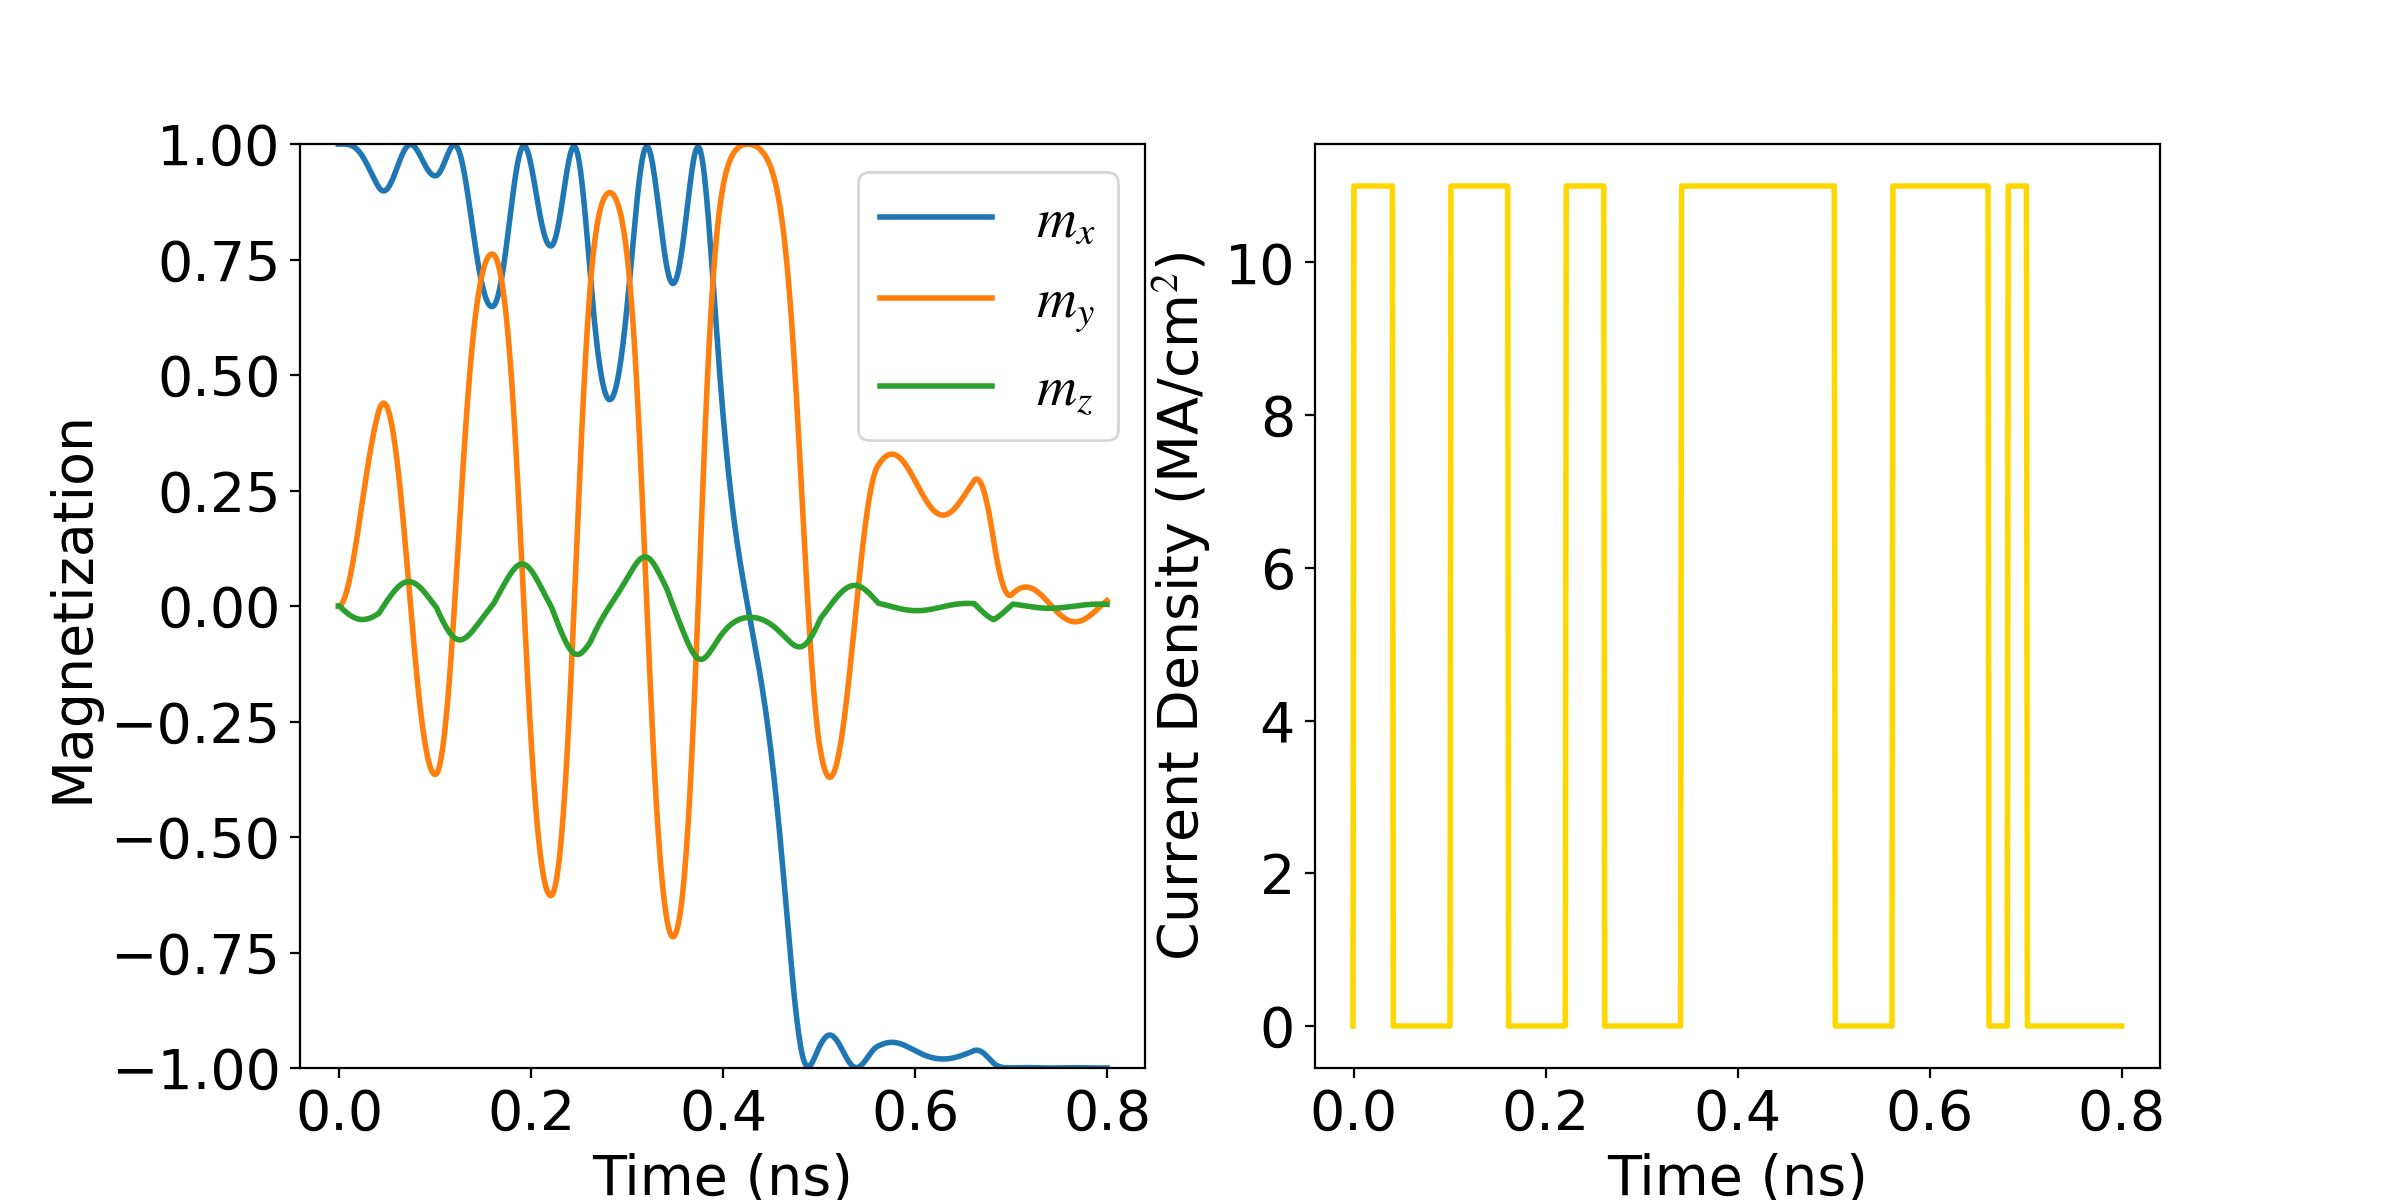 Magnetization
1.00
0.75
0.50
0.25
0.00
−0.25
−0.50
−0.75
−1.00
0.0 0.2 0.4 0.6 0.8
Time (ns)
m_x
m_y
m_z
Current Density (MA/cm²)
10
8
6
4
2
0
0.0 0.2 0.4 0.6 0.8
Time (ns)